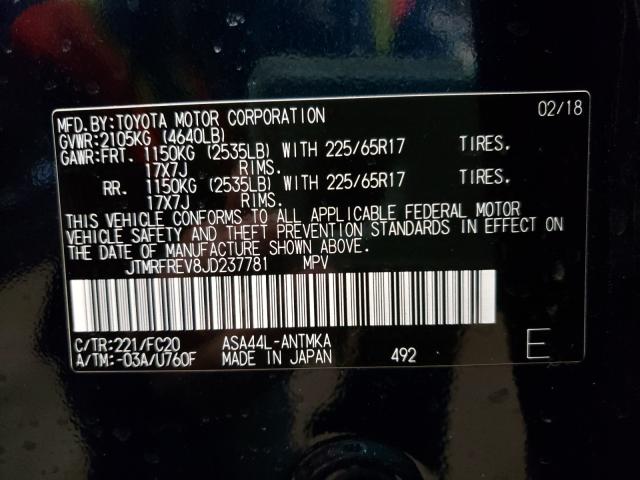 MFD.BY:TOYOTA MOTOR CORPORATION 02/18
GVWR:2105KG (4640LB)
GAWR:FRT. 1150KG (2535LB) WITH 225/65R17 TIRES.
17X7J RIMS.
RR. 1150KG (2535LB) WITH 225/65R17 TIRES.
17X7J RIMS.
THIS VEHICLE CONFORMS TO ALL APPLICABLE FEDERAL MOTOR
VEHICLE SAFETY AND THEFT PREVENTION STANDARDS IN EFFECT ON
THE DATE OF MANUFACTURE SHOWN ABOVE.
JTMRFREV8JD237781 MPV
C/TR:221/FC20 ASA44L-ANTMKA
A/TM:-03A/U760F MADE IN JAPAN 492 E